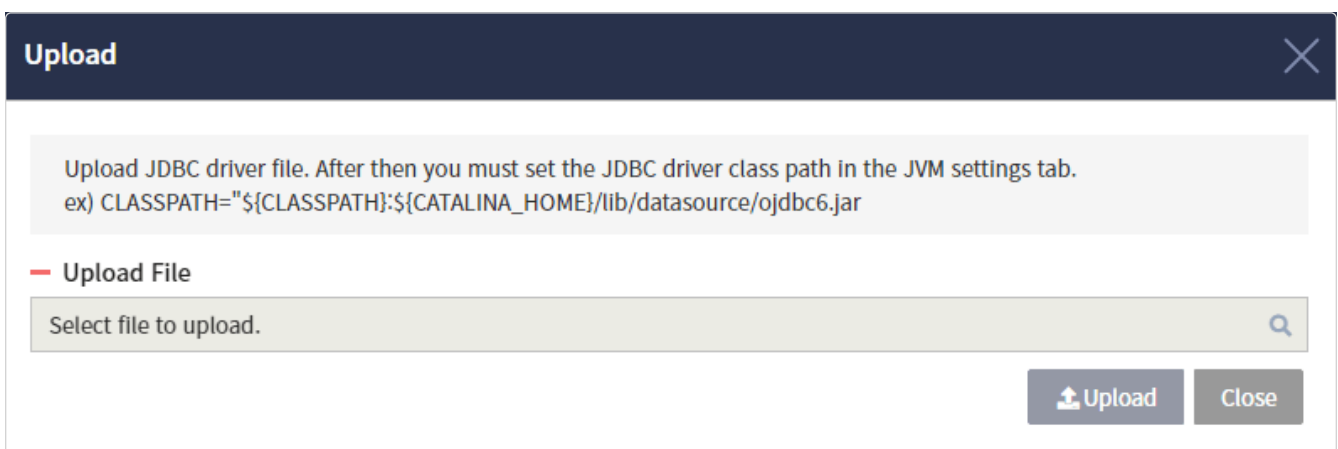 Upload
Upload JDBC driver file. After then you must set the JDBC driver class path in the JVM settings tab.
ex) CLASSPATH="${CLASSPATH}:${CATALINA_HOME}/lib/datasource/ojdbc6.jar
Upload File
Select file to upload.
Upload Close